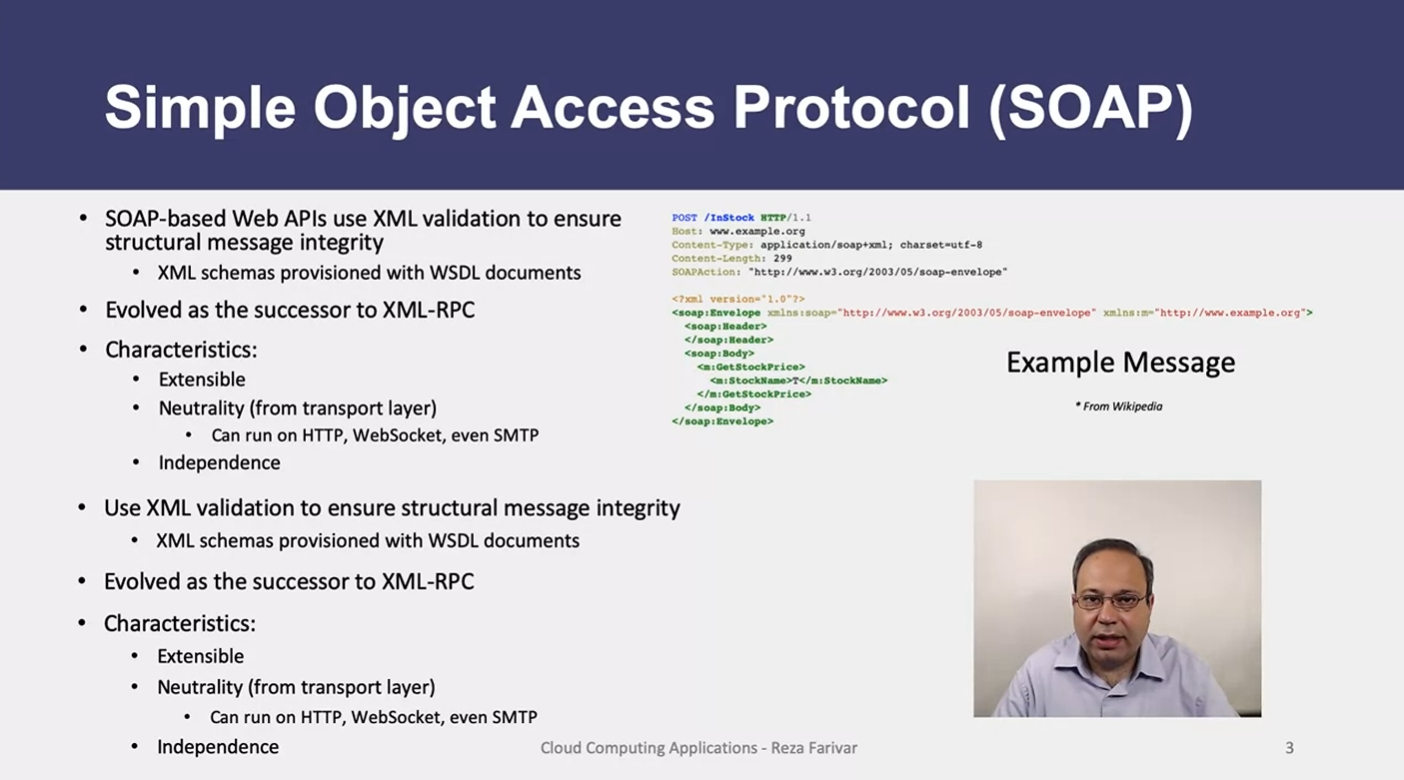 Simple Object Access Protocol (SOAP)
• SOAP-based Web APIs use XML validation to ensure
structural message integrity
• XML schemas provisioned with WSDL documents
• Evolved as the successor to XML-RPC
• Characteristics:
• Extensible
• Neutrality (from transport layer)
• Can run on HTTP, WebSocket, even SMTP
• Independence
• Use XML validation to ensure structural message integrity
• XML schemas provisioned with WSDL documents
• Evolved as the successor to XML-RPC
• Characteristics:
• Extensible
• Neutrality (from transport layer)
• Can run on HTTP, WebSocket, even SMTP
• Independence
POST /InStock HTTP/1.1
Host: www.example.org
Content-Type: application/soap+xml; charset=utf-8
Content-Length: 299
SOAPAction: "http://www.w3.org/2003/05/soap-envelope"
<?xml version="1.0"?>
<soap:Envelope xmlns:soap="http://www.w3.org/2003/05/soap-envelope" xmlns:m="http://www.example.org">
<soap:Header>
</soap:Header>
<soap:Body>
<m:GetStockPrice>
<m:StockName>T</m:StockName>
</m:GetStockPrice>
</soap:Body>
</soap:Envelope>
Example Message
* From Wikipedia
Cloud Computing Applications - Reza Farivar
3